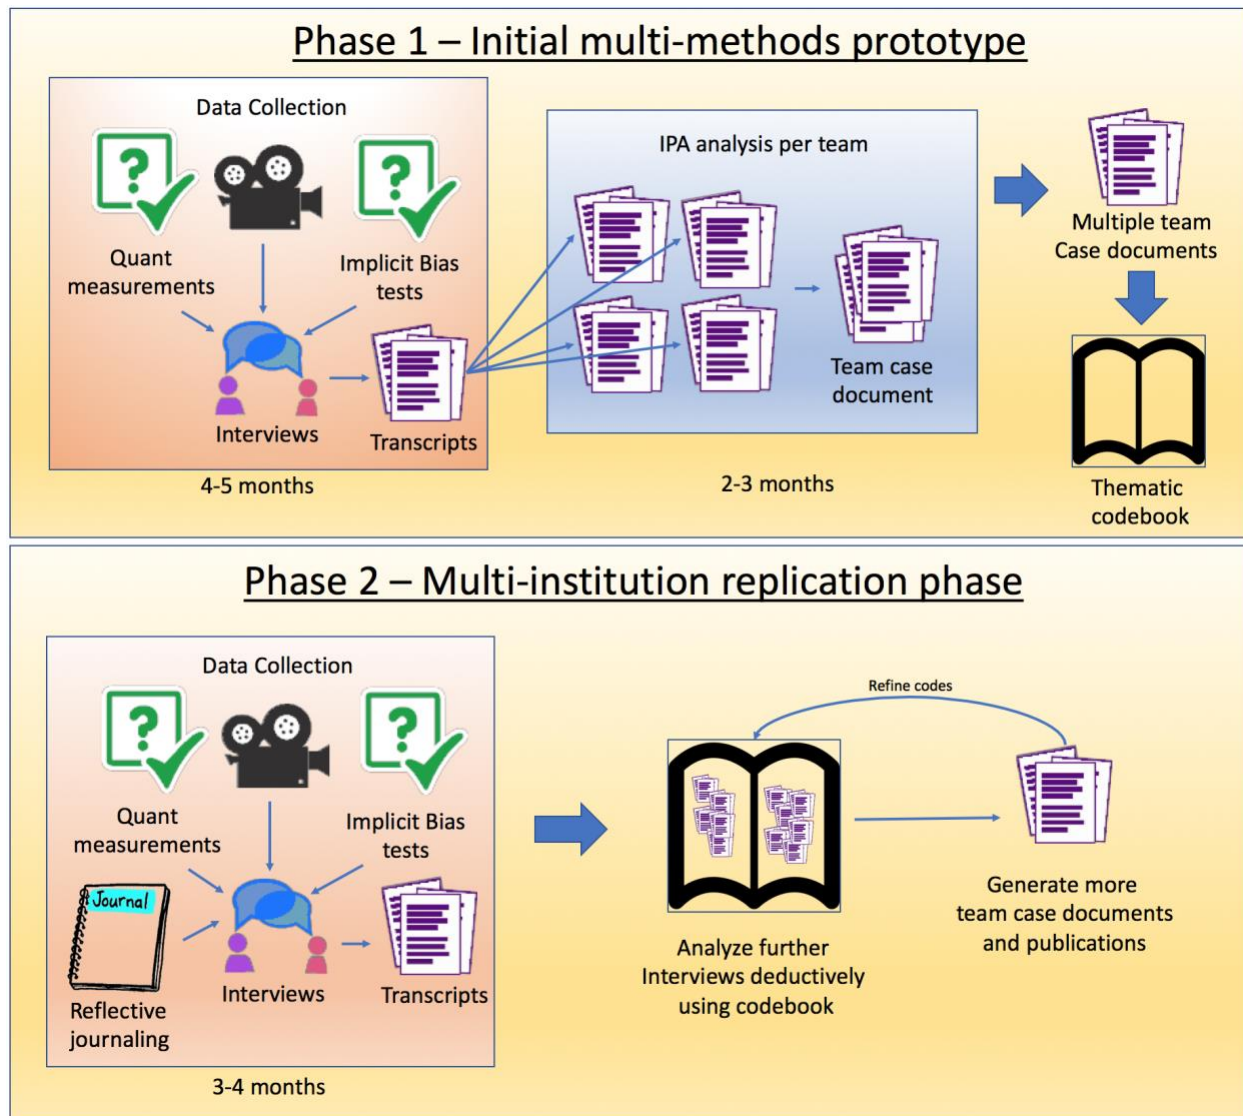 Phase 1 – Initial multi-methods prototype
Data Collection
Quant
measurements
Implicit Bias
tests
Interviews
Transcripts
4-5 months
IPA analysis per team
Team case
document
2-3 months
Multiple team
Case documents
Thematic
codebook
Phase 2 – Multi-institution replication phase
Data Collection
Quant
measurements
Implicit Bias
tests
Journal
Reflective
journaling
Interviews
Transcripts
3-4 months
Refine codes
Analyze further
Interviews deductively
using codebook
Generate more
team case documents
and publications